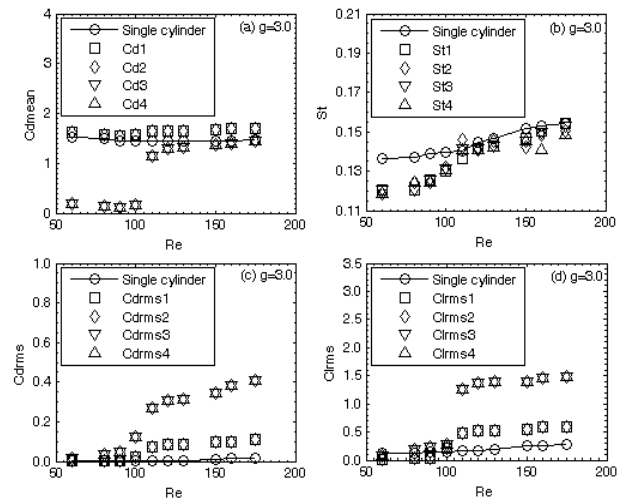 (a) g=3.0
Single cylinder
Cd1
Cd2
Cd3
Cd4
Cdmean
4
3
2
1
0
50
100
150
200
Re
(b) g=3.0
Single cylinder
St1
St2
St3
St4
St
0.21
0.19
0.17
0.15
0.13
0.11
50
100
150
200
Re
(c) g=3.0
Single cylinder
Cdrms1
Cdrms2
Cdrms3
Cdrms4
Cdrms
1.0
0.8
0.6
0.4
0.2
0.0
50
100
150
200
Re
(d) g=3.0
Single cylinder
Clrms1
Clrms2
Clrms3
Clrms4
Clrms
3.5
3.0
2.5
2.0
1.5
1.0
0.5
0.0
50
100
150
200
Re